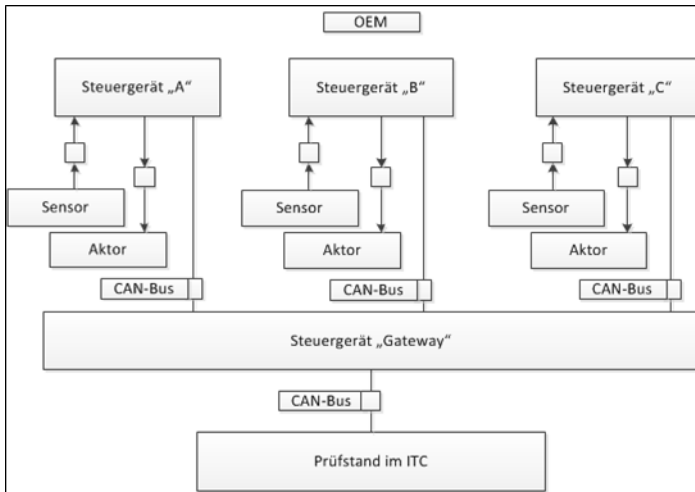 OEM
Steuergerät „A“
Steuergerät „B“
Steuergerät „C“
Sensor
Sensor
Sensor
Aktor
Aktor
Aktor
CAN-Bus
CAN-Bus
CAN-Bus
Steuergerät „Gateway“
CAN-Bus
Prüfstand im ITC